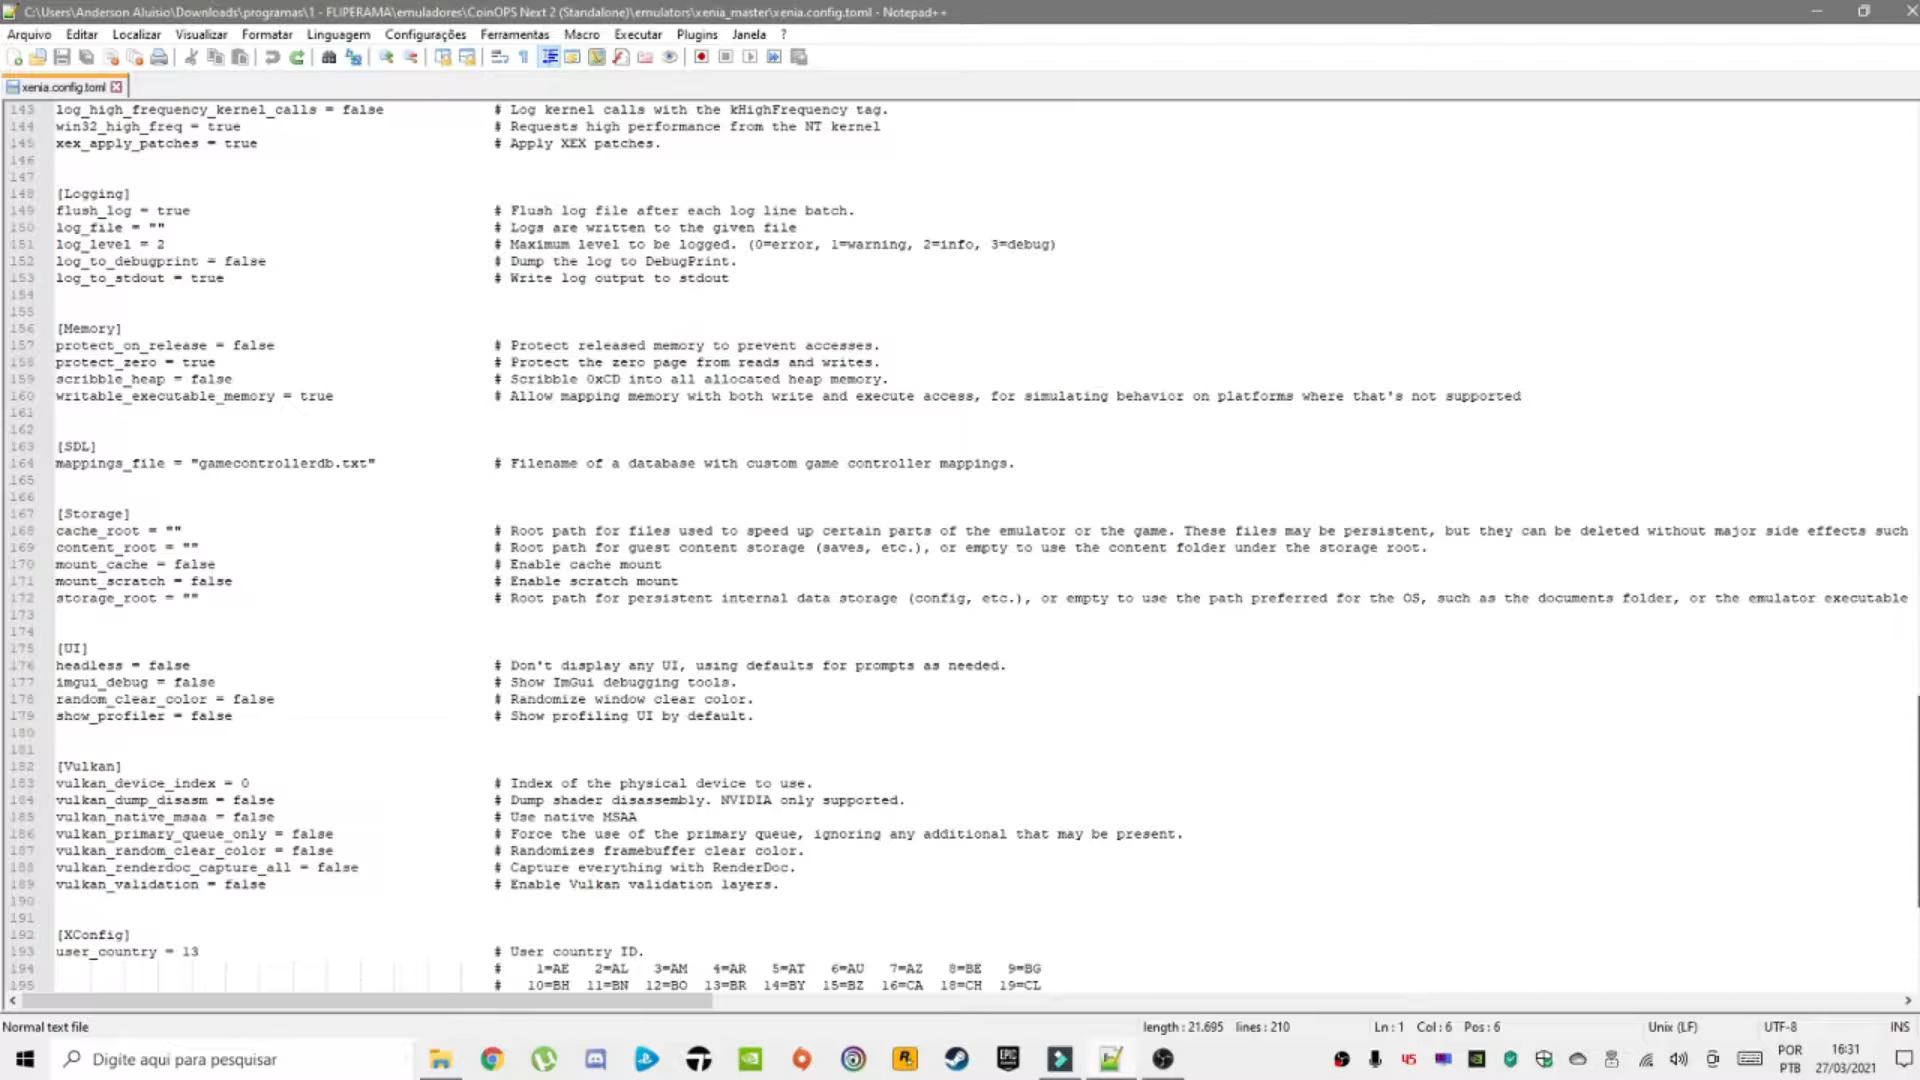 C:\Users\Anderson Aluisio\Downloads\programas\1 - FLIPERAMA\emuladores\CoinOPS Next 2 (Standalone)\emulators\xenia_master\xenia.config.toml - Notepad++
Arquivo Editar Localizar Visualizar Formatar Linguagem Configurações Ferramentas Macro Executar Plugins Janela ?
xenia.config.toml
143 log_high_frequency_kernel_calls = false # Log kernel calls with the kHighFrequency tag.
144 win32_high_freq = true # Requests high performance from the NT kernel
145 xex_apply_patches = true # Apply XEX patches.
146
147
148 [Logging]
149 flush_log = true # Flush log file after each log line batch.
150 log_file = "" # Logs are written to the given file
151 log_level = 2 # Maximum level to be logged. (0=error, 1=warning, 2=info, 3=debug)
152 log_to_debugprint = false # Dump the log to DebugPrint.
153 log_to_stdout = true # Write log output to stdout
154
155
156 [Memory]
157 protect_on_release = false # Protect released memory to prevent accesses.
158 protect_zero = true # Protect the zero page from reads and writes.
159 scribble_heap = false # Scribble 0xCD into all allocated heap memory.
160 writable_executable_memory = true # Allow mapping memory with both write and execute access, for simulating behavior on platforms where that's not supported
161
162
163 [SDL]
164 mappings_file = "gamecontrollerdb.txt" # Filename of a database with custom game controller mappings.
165
166
167 [Storage]
168 cache_root = "" # Root path for files used to speed up certain parts of the emulator or the game. These files may be persistent, but they can be deleted without major side effects such
169 content_root = "" # Root path for guest content storage (saves, etc.), or empty to use the content folder under the storage root.
170 mount_cache = false # Enable cache mount
171 mount_scratch = false # Enable scratch mount
172 storage_root = "" # Root path for persistent internal data storage (config, etc.), or empty to use the path preferred for the OS, such as the documents folder, or the emulator executable
173
174
175 [UI]
176 headless = false # Don't display any UI, using defaults for prompts as needed.
177 imgui_debug = false # Show ImGui debugging tools.
178 random_clear_color = false # Randomize window clear color.
179 show_profiler = false # Show profiling UI by default.
180
181
182 [Vulkan]
183 vulkan_device_index = 0 # Index of the physical device to use.
184 vulkan_dump_disasm = false # Dump shader disassembly. NVIDIA only supported.
185 vulkan_native_msaa = false # Use native MSAA
186 vulkan_primary_queue_only = false # Force the use of the primary queue, ignoring any additional that may be present.
187 vulkan_random_clear_color = false # Randomizes framebuffer clear color.
188 vulkan_renderdoc_capture_all = false # Capture everything with RenderDoc.
189 vulkan_validation = false # Enable Vulkan validation layers.
190
191
192 [XConfig]
193 user_country = 13 # User country ID.
194 # 1=AE 2=AL 3=AM 4=AR 5=AT 6=AU 7=AZ 8=BE 9=BG
195 # 10=BH 11=BN 12=BO 13=BR 14=BY 15=BZ 16=CA 18=CH 19=CL
Normal text file length : 21.695 lines : 210 Ln : 1 Col : 6 Pos : 6 Unix (LF) UTF-8 INS
Digite aqui para pesquisar 45 POR 16:31
PTB 27/03/2021